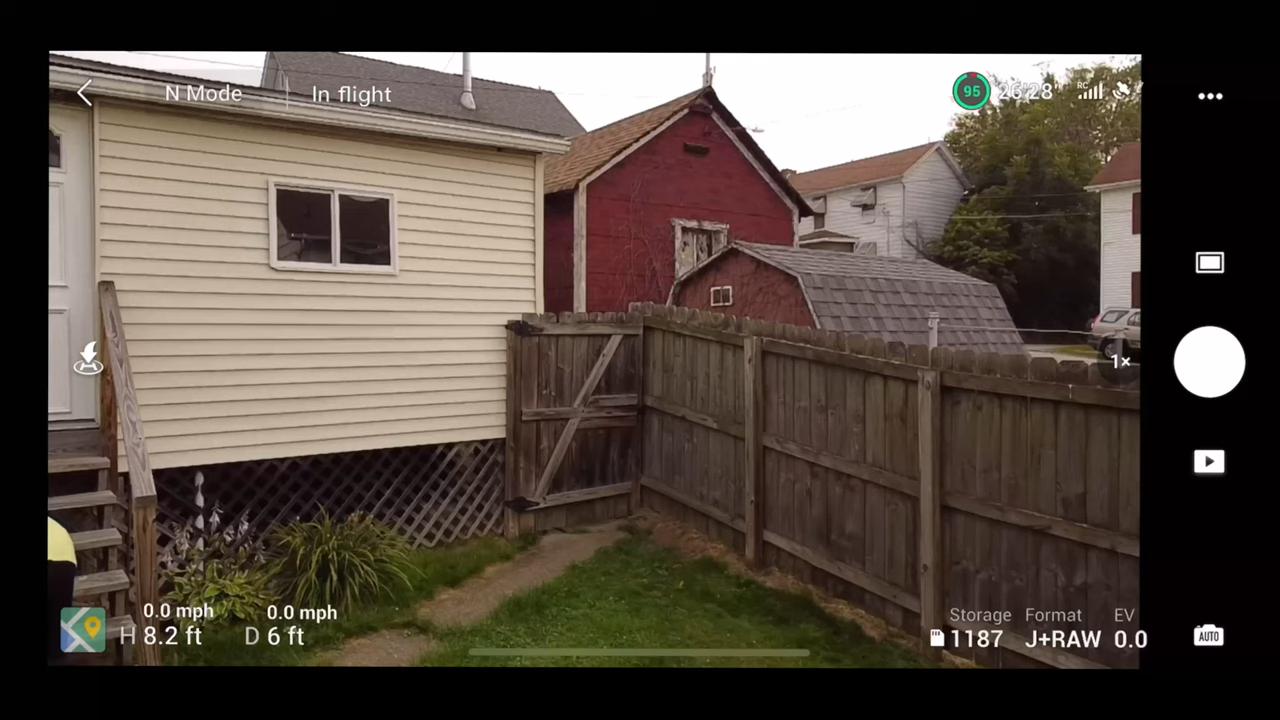 N Mode
In flight
95
26'28"
RC
1×
0.0 mph
0.0 mph
H 8.2 ft
D 6 ft
Storage
Format
EV
1187
J+RAW
0.0
AUTO